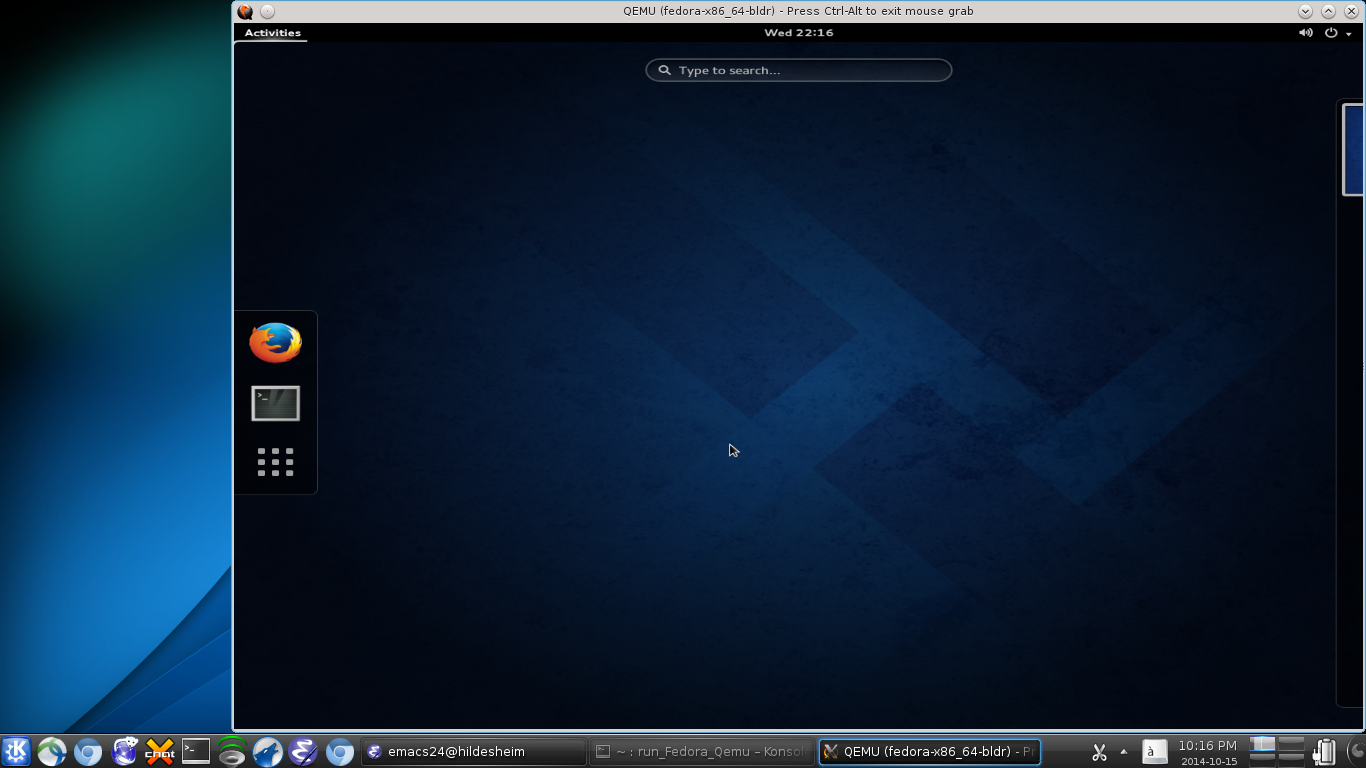 QEMU (fedora-x86_64-bldr) - Press Ctrl-Alt to exit mouse grab
Activities
Wed 22:16
Type to search...
>_
chat
>_
emacs24@hildesheim
~ : run_Fedora_Qemu – Konsol
QEMU (fedora-x86_64-bldr) - Pr
à
10:16 PM
2014-10-15